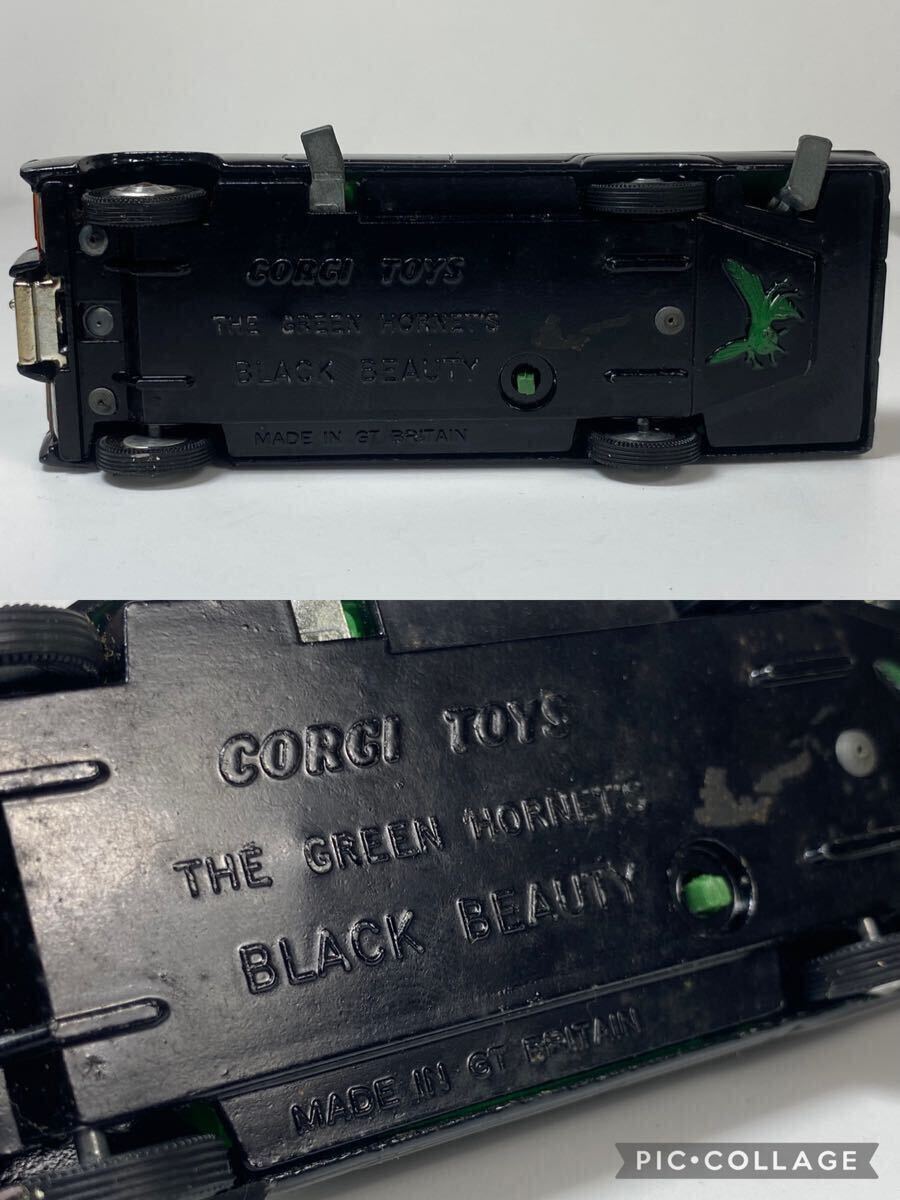 CORGI TOYS
THE GREEN HORNET'S
BLACK BEAUTY
MADE IN GT BRITAIN
CORGI TOYS
THE GREEN HORNET'S
BLACK BEAUTY
MADE IN GT BRITAIN
PIC•COLLAGE